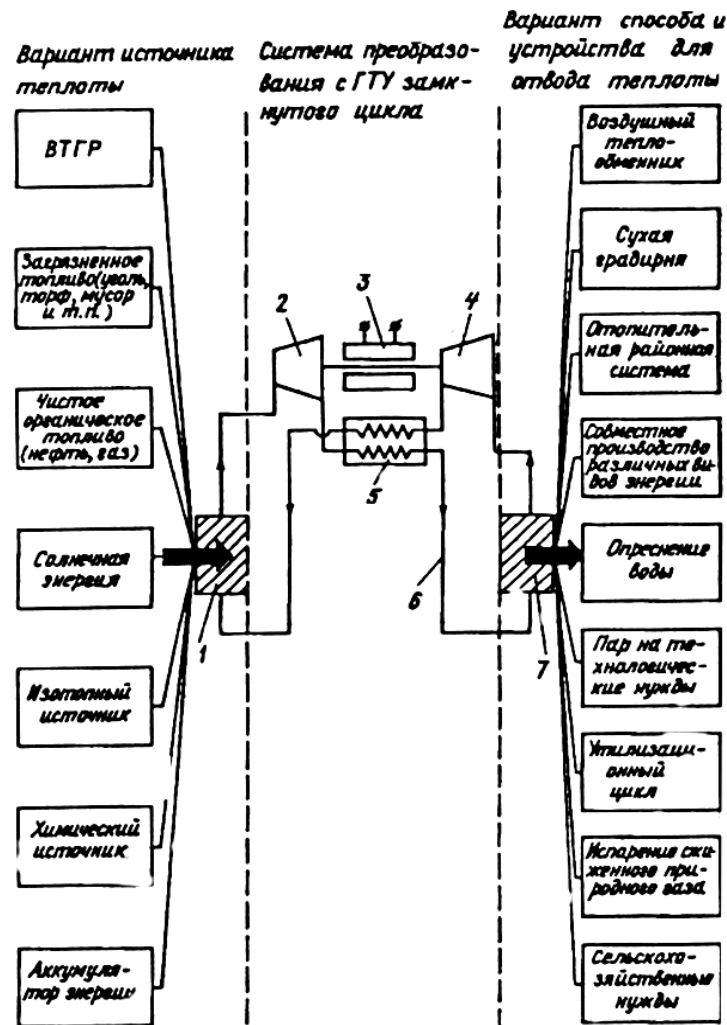 Вариант источника
теплоты
Система преобразо-
вания с ГТУ замк-
нутого цикла
Вариант способа и
устройства для
отвода теплоты
ВТГР
Загрязненное
топливо(уголь,
торф, мусор
и т.п.)
Чистое
органическое
топливо
(нефть, газ)
Солнечная
энергия
Изотопный
источник
Химический
источник
Аккумуля-
тор энергии
1
2
3
4
5
6
7
Воздушный
тепло-
обменник
Сухая
градирня
Отопитель-
ная районная
система
Совместное
производство
различных ви-
дов энергии
Опреснение
воды
Пар на те-
хнологичес-
кие нужды
Утилизаци-
онный
цикл
Испарение сжи-
женного при-
родного газа
Сельскохо-
зяйственные
нужды